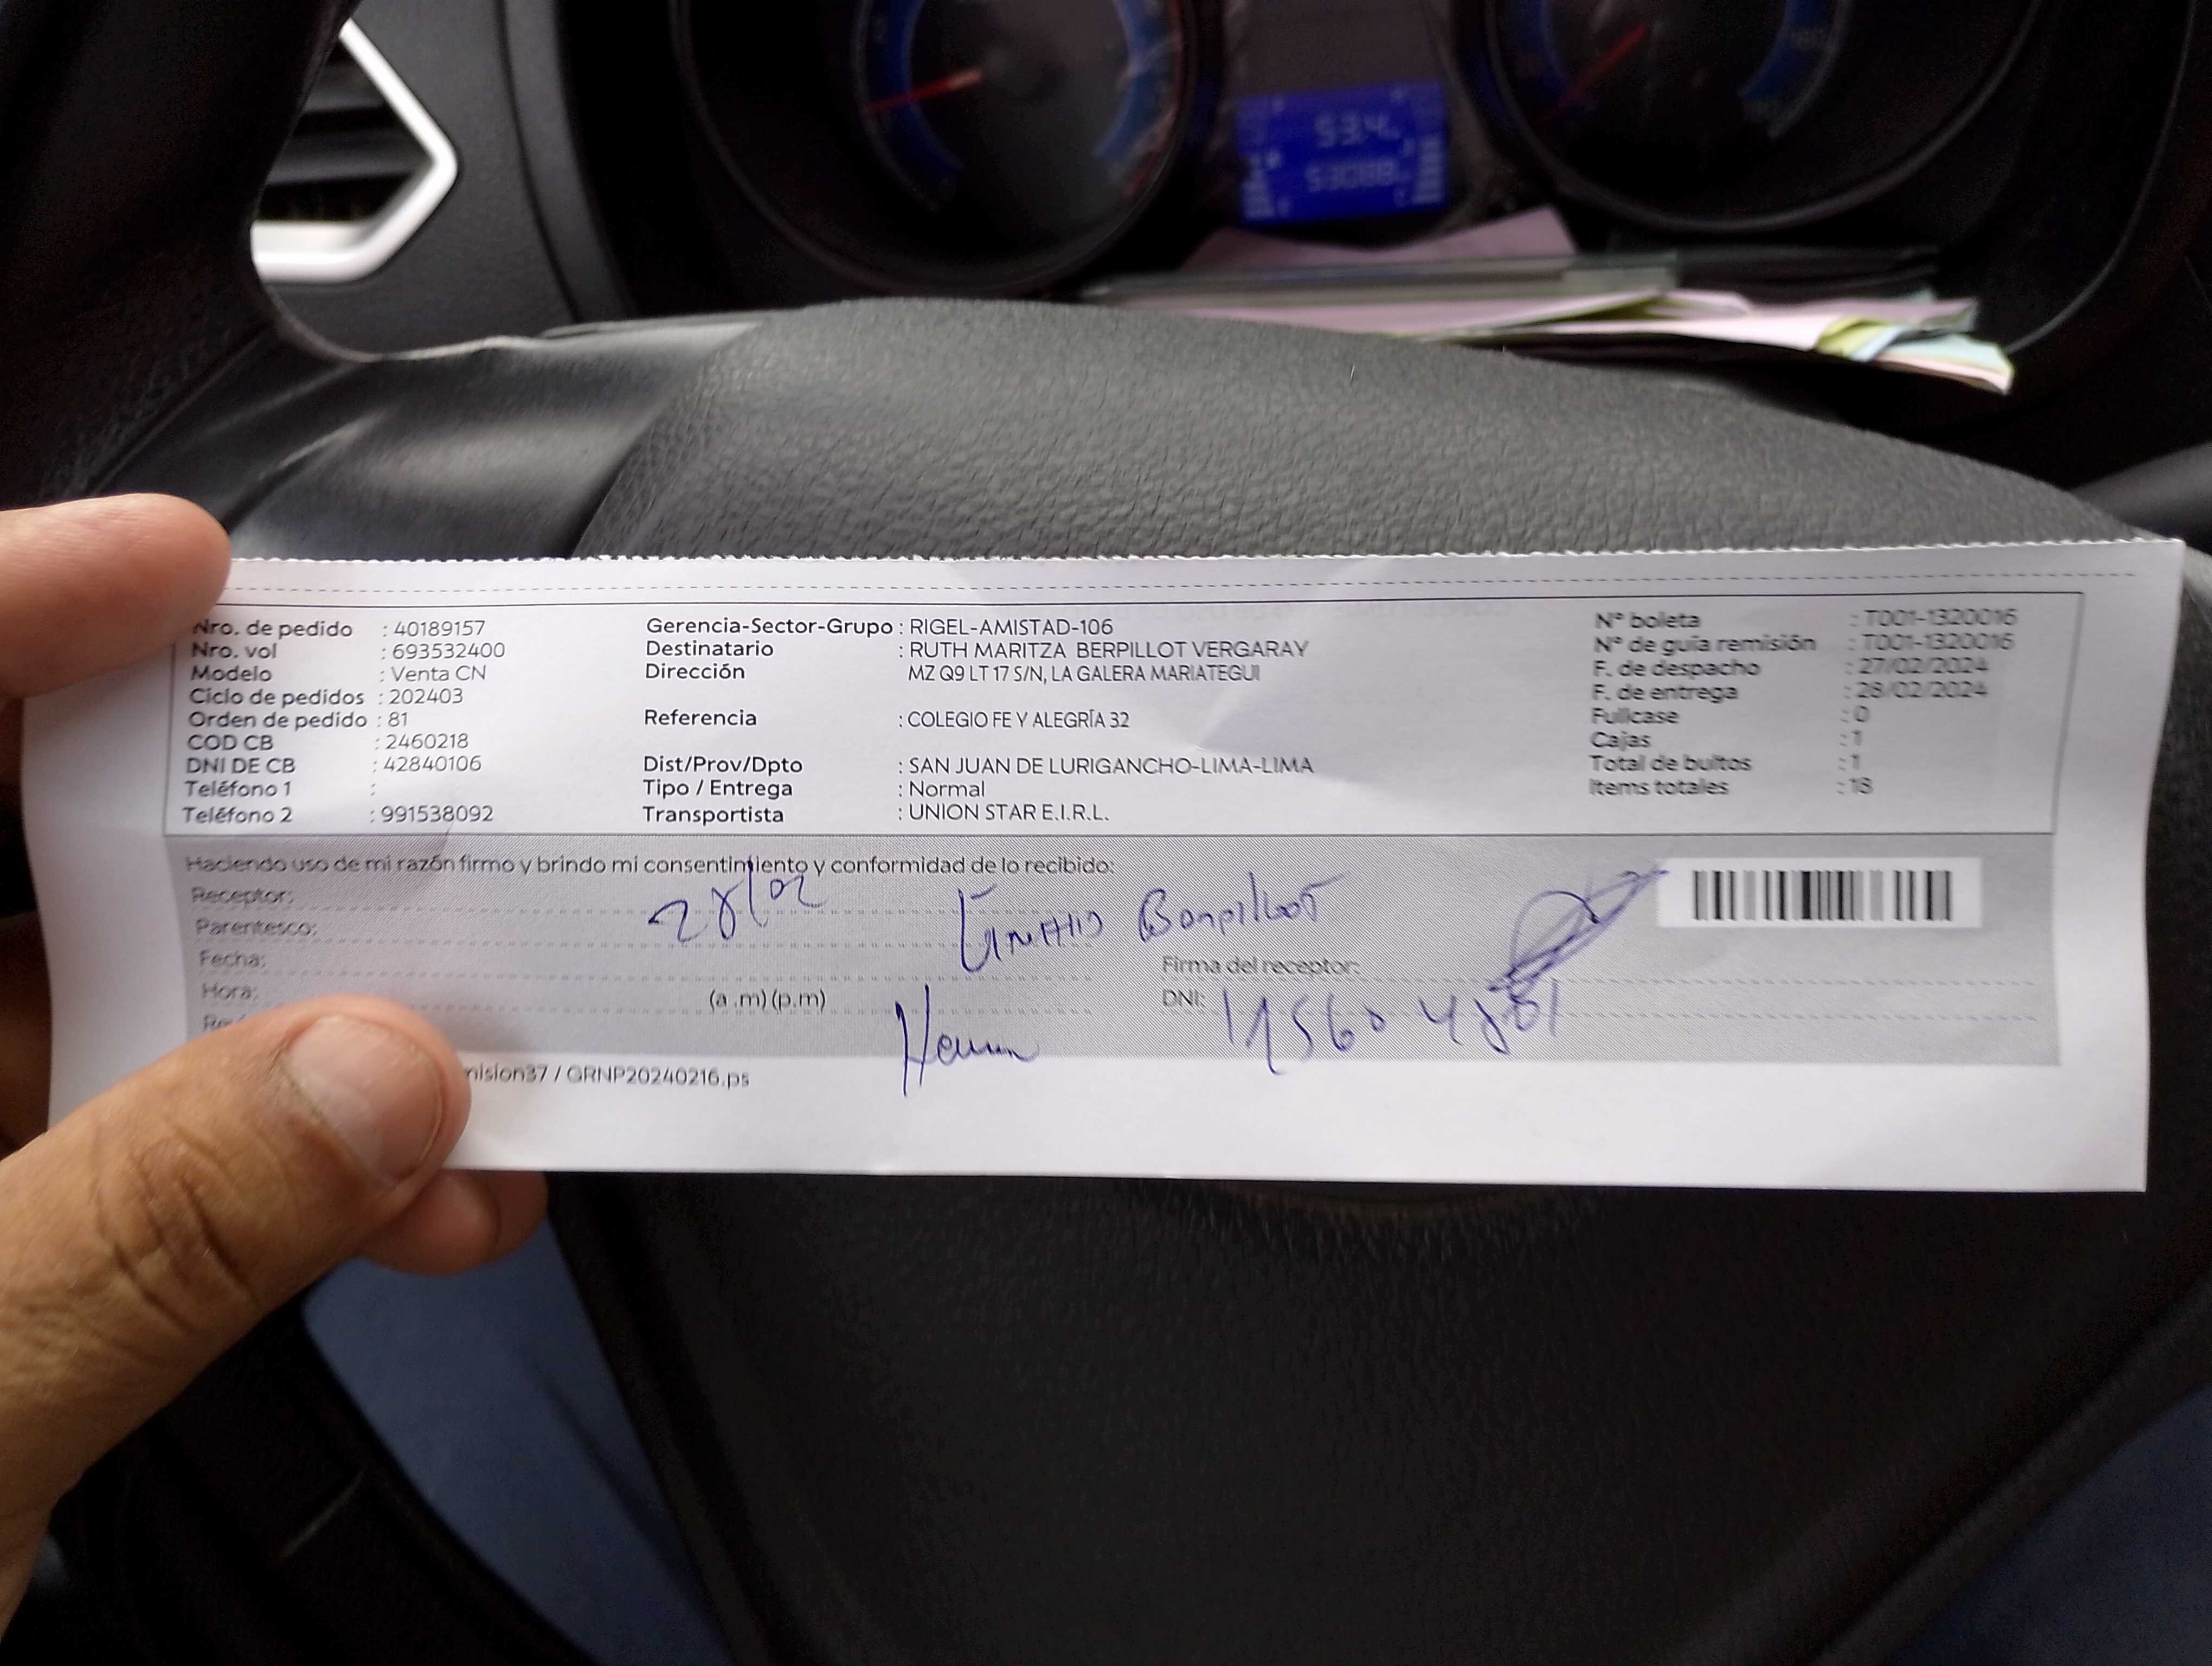 53.4
53088
Nro. de pedido : 40189157
Nro. vol : 693532400
Modelo : Venta CN
Ciclo de pedidos : 202403
Orden de pedido : 81
COD CB : 2460218
DNI DE CB : 42840106
Teléfono 1 :
Teléfono 2 : 991538092
Gerencia-Sector-Grupo : RIGEL-AMISTAD-106
Destinatario : RUTH MARITZA BERPILLOT VERGARAY
Dirección MZ Q9 LT 17 S/N, LA GALERA MARIATEGUI
Referencia : COLEGIO FE Y ALEGRÍA 32
Dist/Prov/Dpto : SAN JUAN DE LURIGANCHO-LIMA-LIMA
Tipo / Entrega : Normal
Transportista : UNION STAR E.I.R.L.
N° boleta : T001-1320016
N° de guía remisión : T001-1320016
F. de despacho : 27/02/2024
F. de entrega : 28/02/2024
Fullcase : 0
Cajas : 1
Total de bultos : 1
Items totales : 18
Haciendo uso de mi razón firmo y brindo mi consentimiento y conformidad de lo recibido:
Receptor:
28/02
Parentesco:
Fecha:
Firma del receptor:
Hora: (a .m) (p.m)
DNI:
mision37 / GRNP20240216.ps